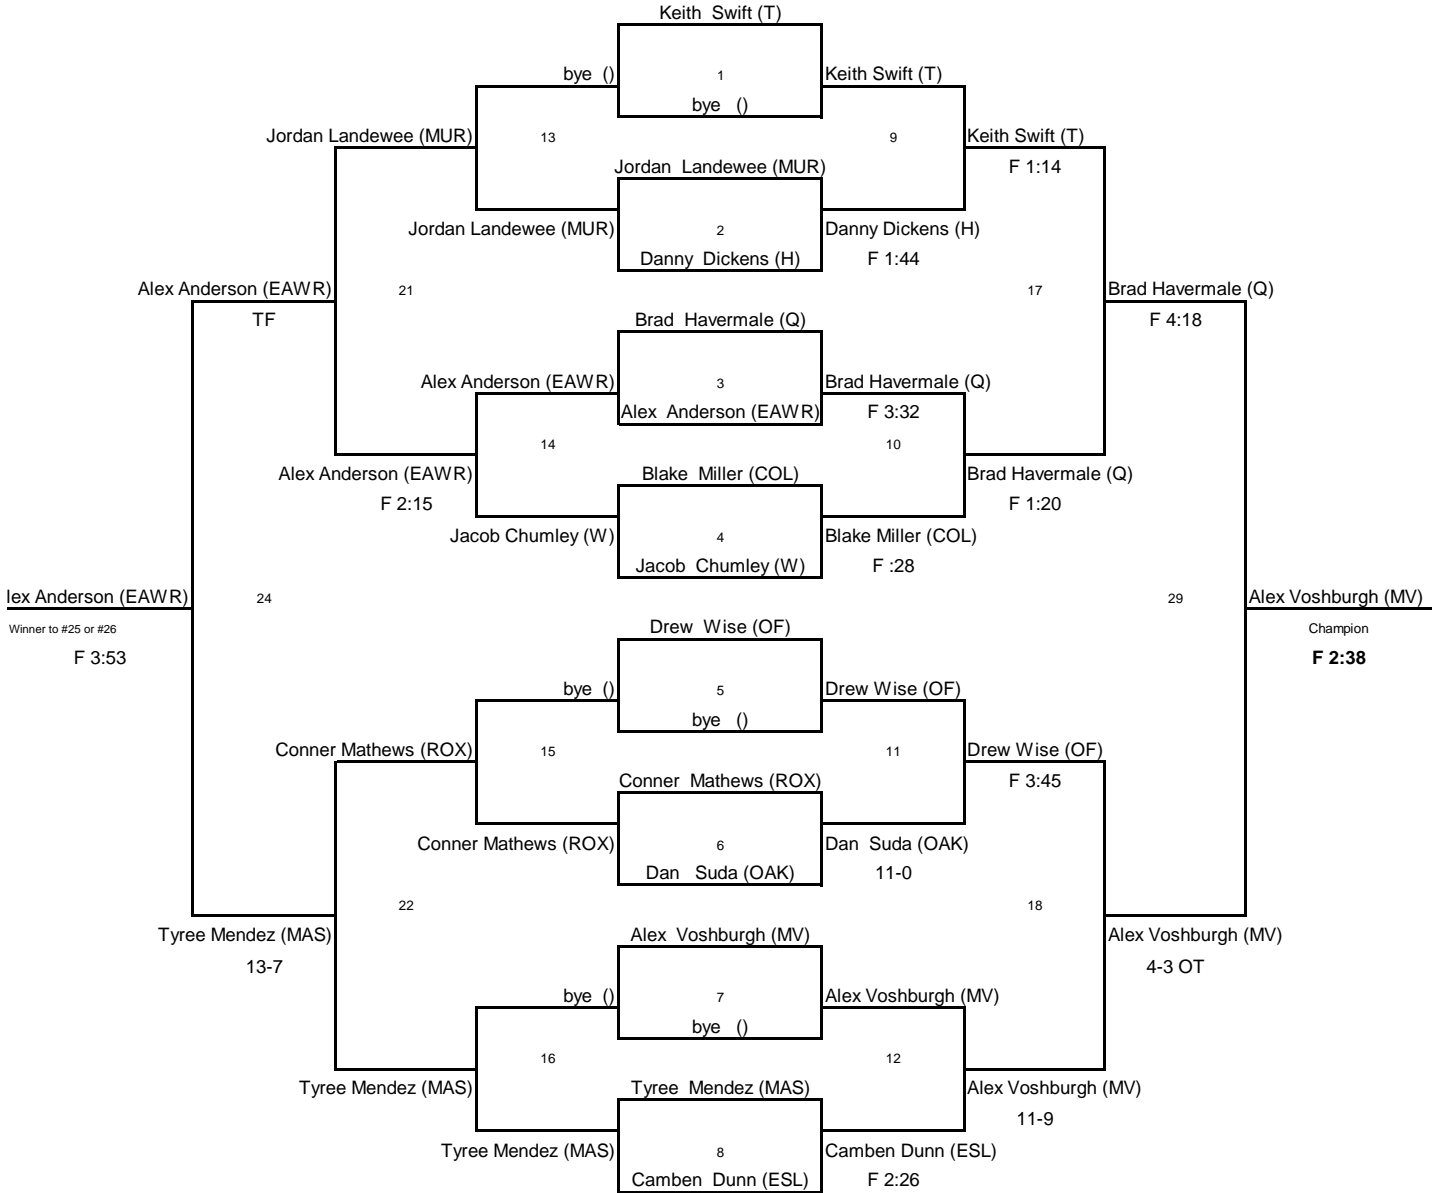 Keith Swift (T)
bye ()
1
Keith Swift (T)
bye ()
Jordan Landewee (MUR)
13
9
Keith Swift (T)
Jordan Landewee (MUR)
F 1:14
Jordan Landewee (MUR)
2
Danny Dickens (H)
Danny Dickens (H)
F 1:44
Alex Anderson (EAWR)
21
17
Brad Havermale (Q)
TF
Brad Havermale (Q)
F 4:18
Alex Anderson (EAWR)
3
Brad Havermale (Q)
Alex Anderson (EAWR)
F 3:32
14
10
Alex Anderson (EAWR)
Blake Miller (COL)
Brad Havermale (Q)
F 2:15
F 1:20
Jacob Chumley (W)
4
Blake Miller (COL)
Jacob Chumley (W)
F :28
lex Anderson (EAWR)
24
29
Alex Voshburgh (MV)
Winner to #25 or #26
Drew Wise (OF)
Champion
F 3:53
F 2:38
bye ()
5
Drew Wise (OF)
bye ()
Conner Mathews (ROX)
15
11
Drew Wise (OF)
Conner Mathews (ROX)
F 3:45
Conner Mathews (ROX)
6
Dan Suda (OAK)
Dan Suda (OAK)
11-0
22
18
Tyree Mendez (MAS)
Alex Voshburgh (MV)
Alex Voshburgh (MV)
13-7
4-3 OT
bye ()
7
Alex Voshburgh (MV)
bye ()
16
12
Tyree Mendez (MAS)
Tyree Mendez (MAS)
Alex Voshburgh (MV)
11-9
Tyree Mendez (MAS)
8
Camben Dunn (ESL)
Camben Dunn (ESL)
F 2:26